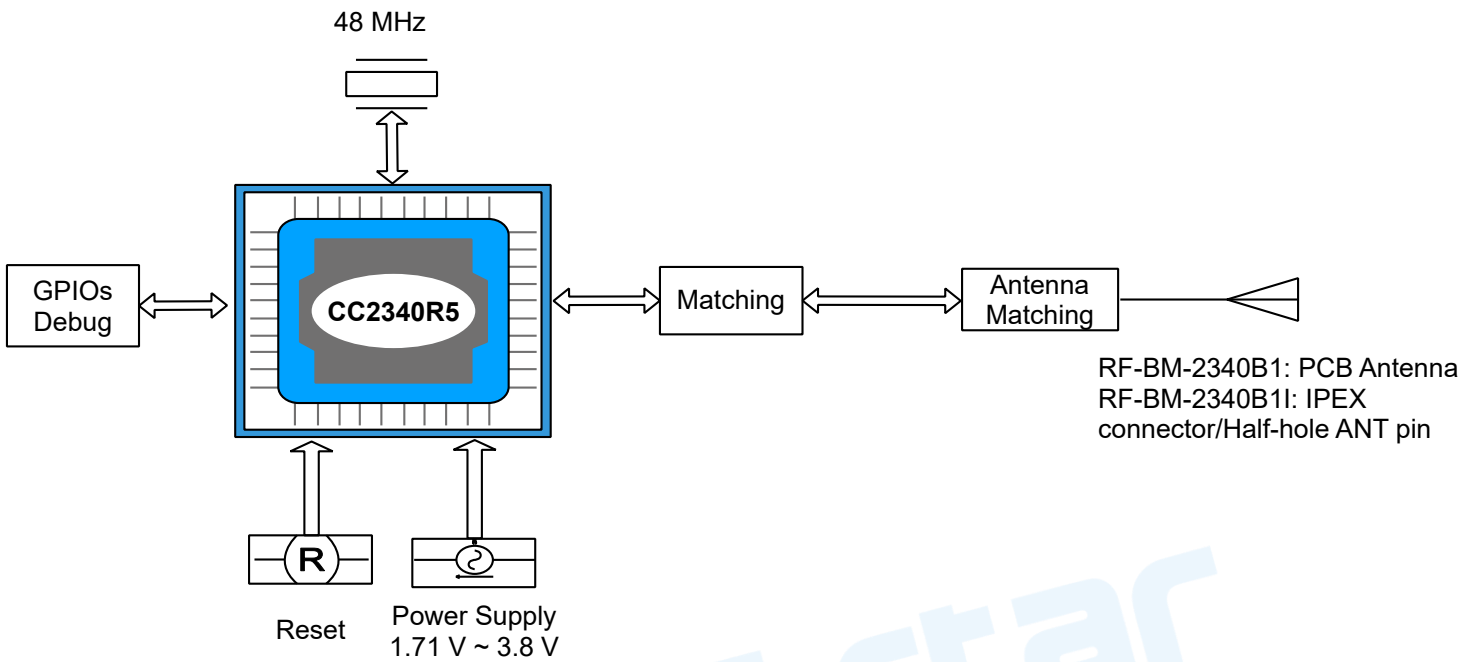 48 MHz
GPIOs
Debug
CC2340R5
Matching
Antenna
Matching
RF-BM-2340B1: PCB Antenna
RF-BM-2340B1I: IPEX
connector/Half-hole ANT pin
R
Reset
Power Supply
1.71 V ~ 3.8 V